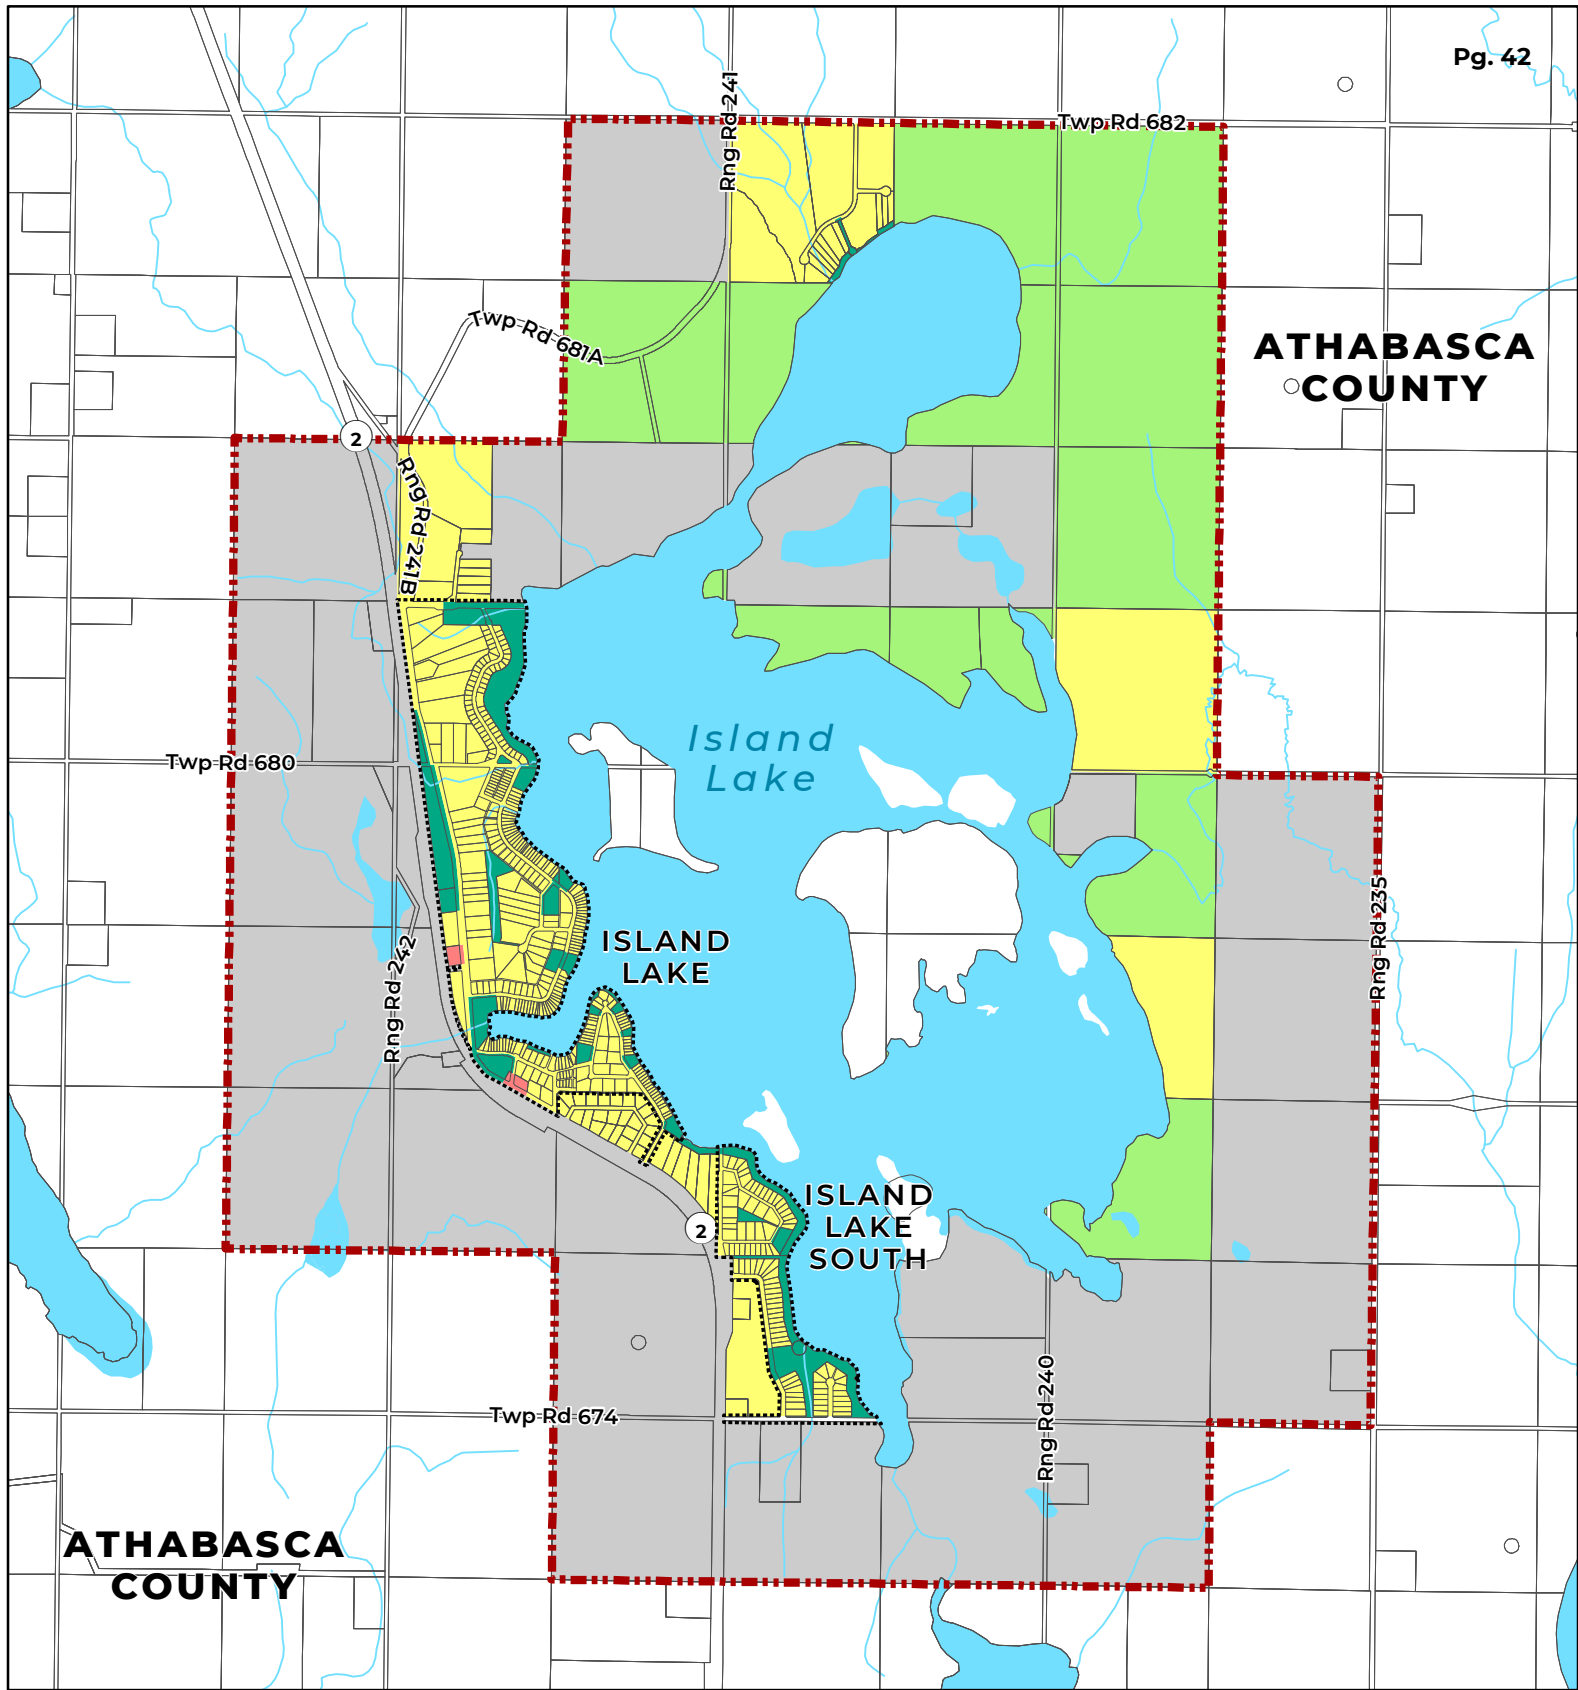 Pg. 42
Rng Rd 241
Twp Rd 682
Twp Rd 681A
ATHABASCA
COUNTY
2
Rng Rd 241B
Island
Lake
Twp Rd 680
Rng Rd 235
ISLAND
LAKE
Rng Rd 242
ISLAND
LAKE
SOUTH
2
Rng Rd 240
Twp Rd 674
ATHABASCA
COUNTY